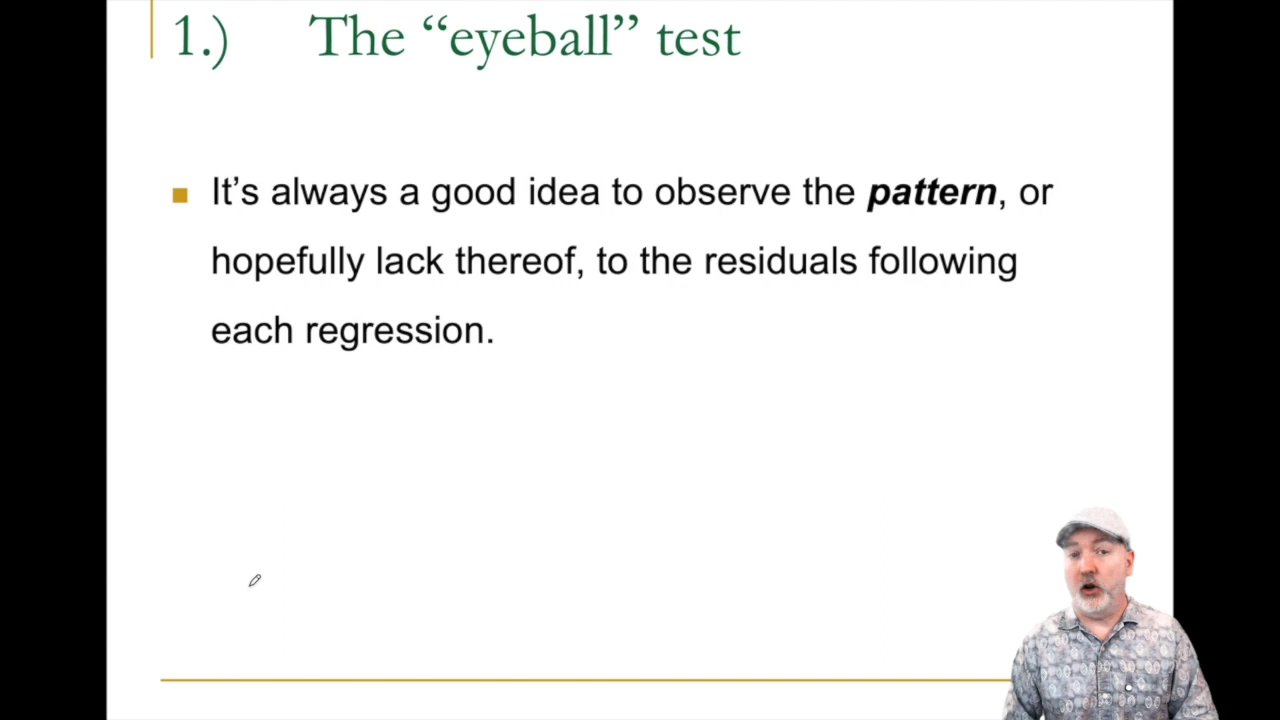 1.) The “eyeball” test
It’s always a good idea to observe the pattern, or
hopefully lack thereof, to the residuals following
each regression.